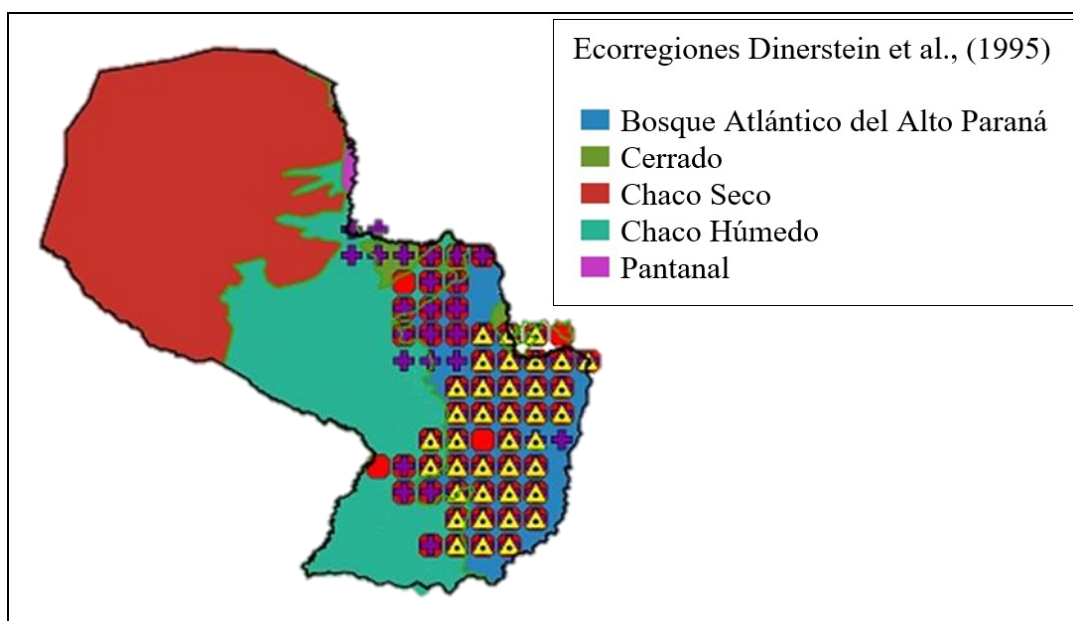 Ecorregiones Dinerstein et al., (1995)
Bosque Atlántico del Alto Paraná
Cerrado
Chaco Seco
Chaco Húmedo
Pantanal